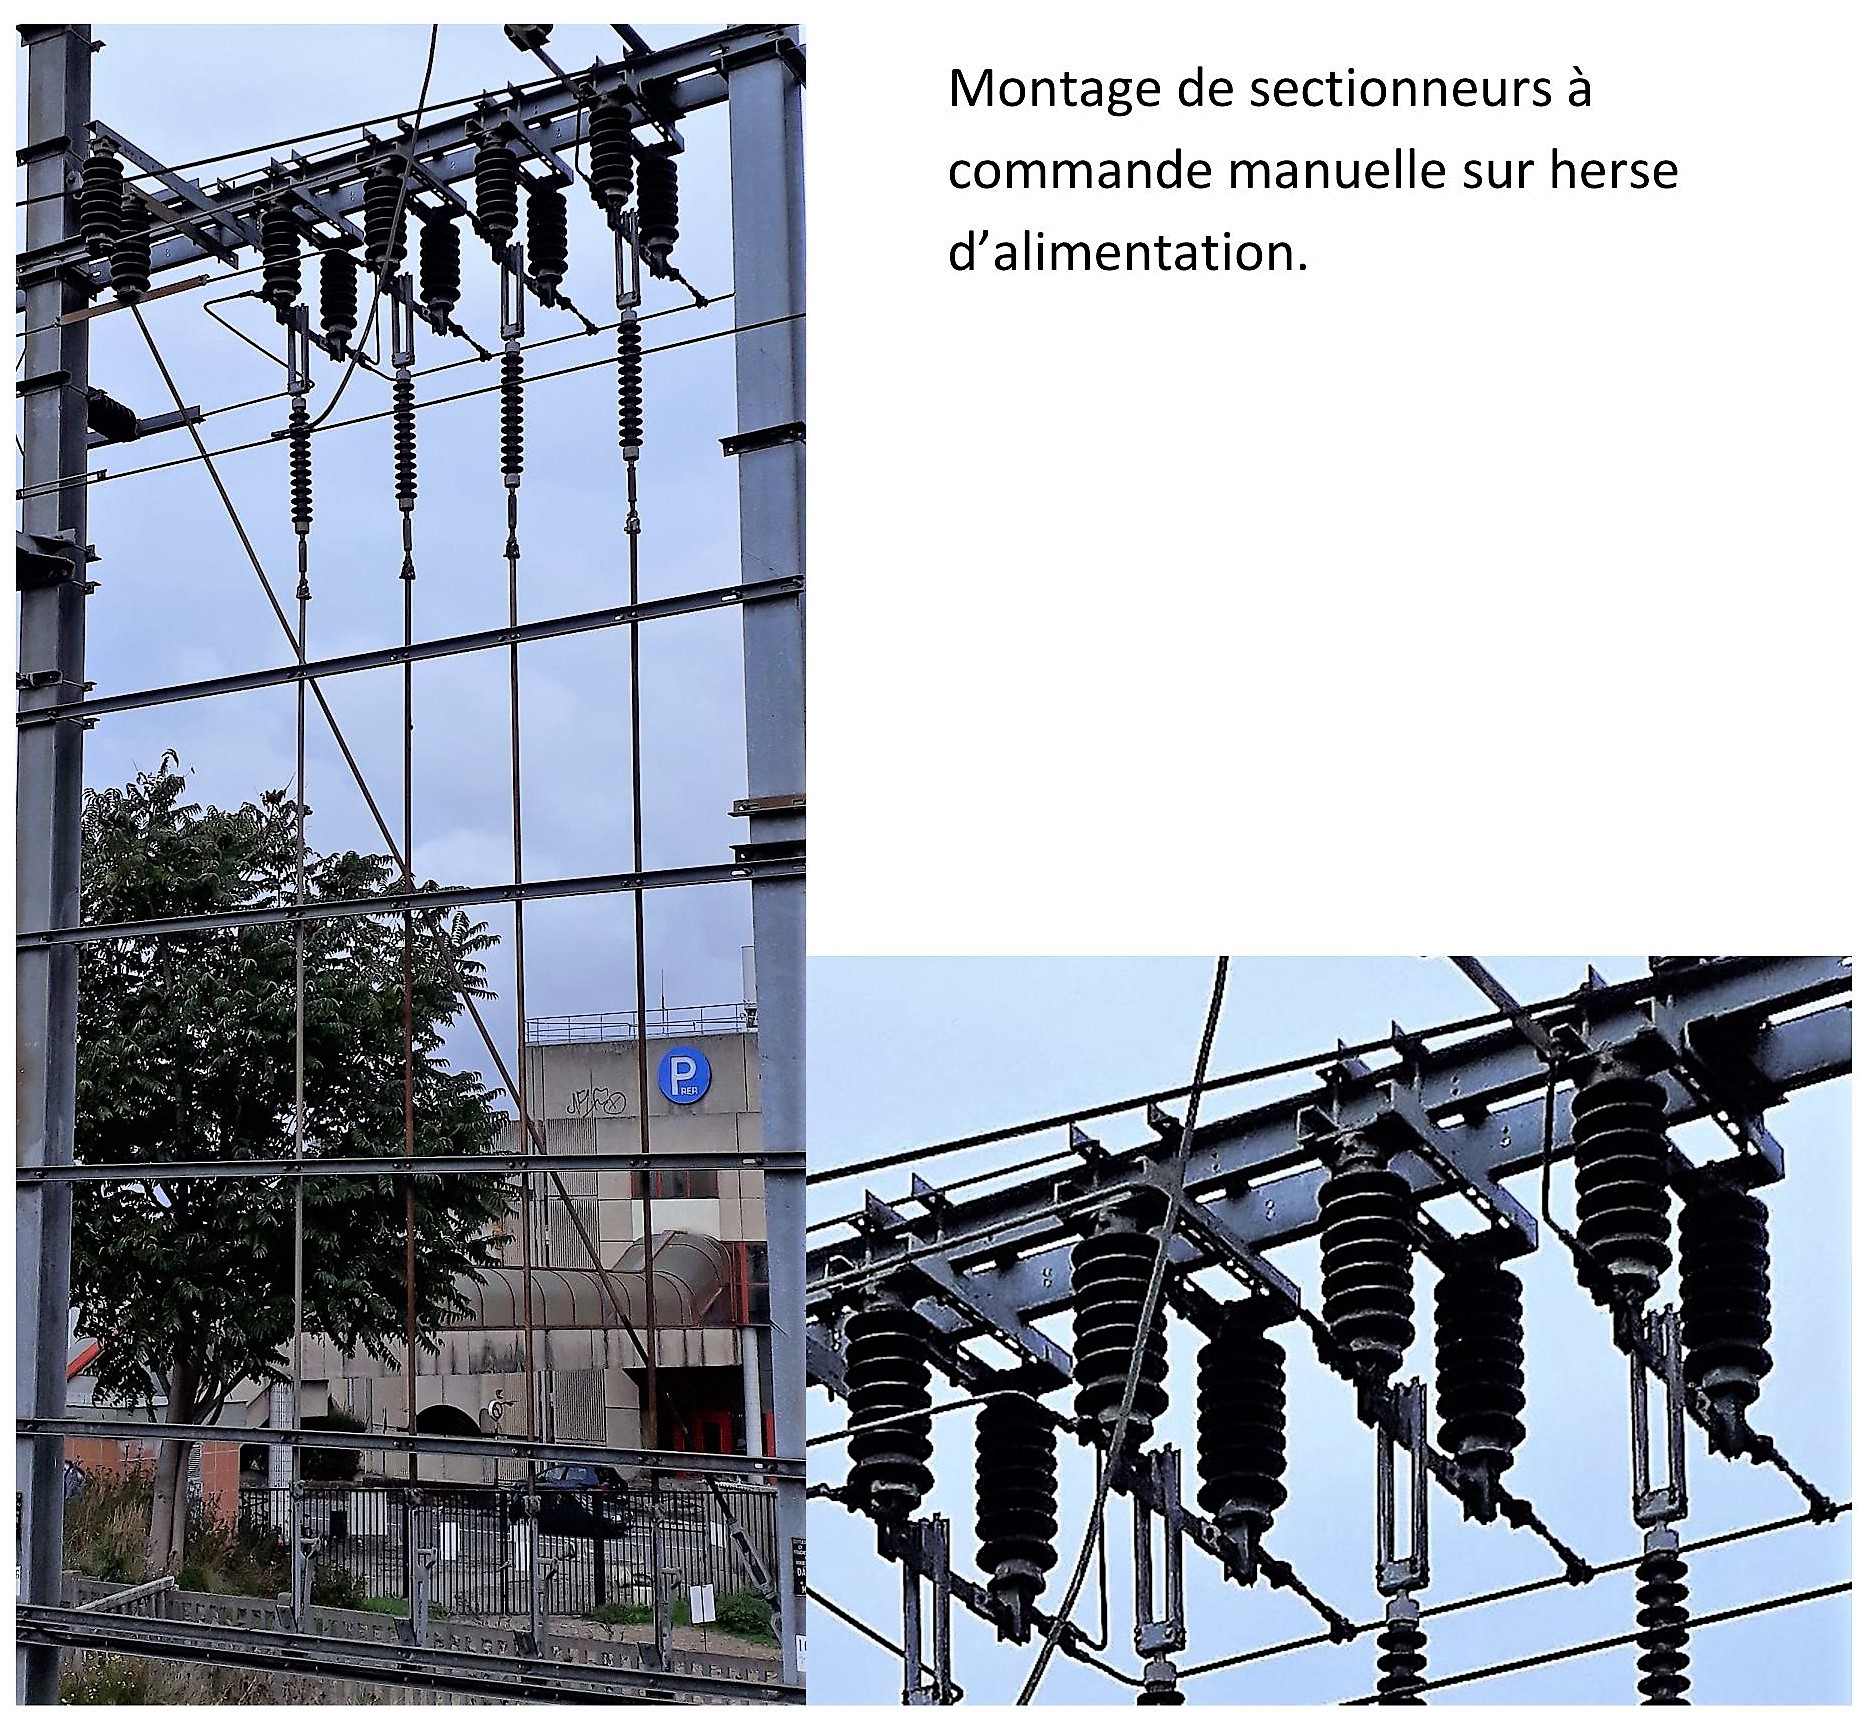 Montage de sectionneurs à
commande manuelle sur herse
d’alimentation.
P
RER